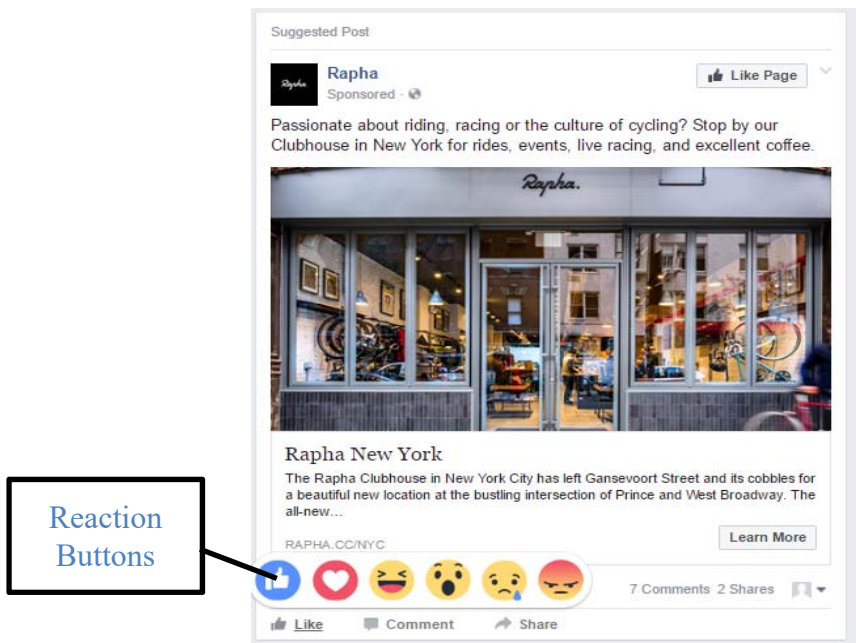 Suggested Post
Rapha
Rapha
Like Page
Sponsored ·
Passionate about riding, racing or the culture of cycling? Stop by our
Clubhouse in New York for rides, events, live racing, and excellent coffee.
Rapha.
Rapha New York
The Rapha Clubhouse in New York City has left Gansevoort Street and its cobbles for
a beautiful new location at the bustling intersection of Prince and West Broadway. The
all-new…
RAPHA.CC/NYC
Learn More
Reaction
Buttons
7 Comments 2 Shares
Like Comment Share